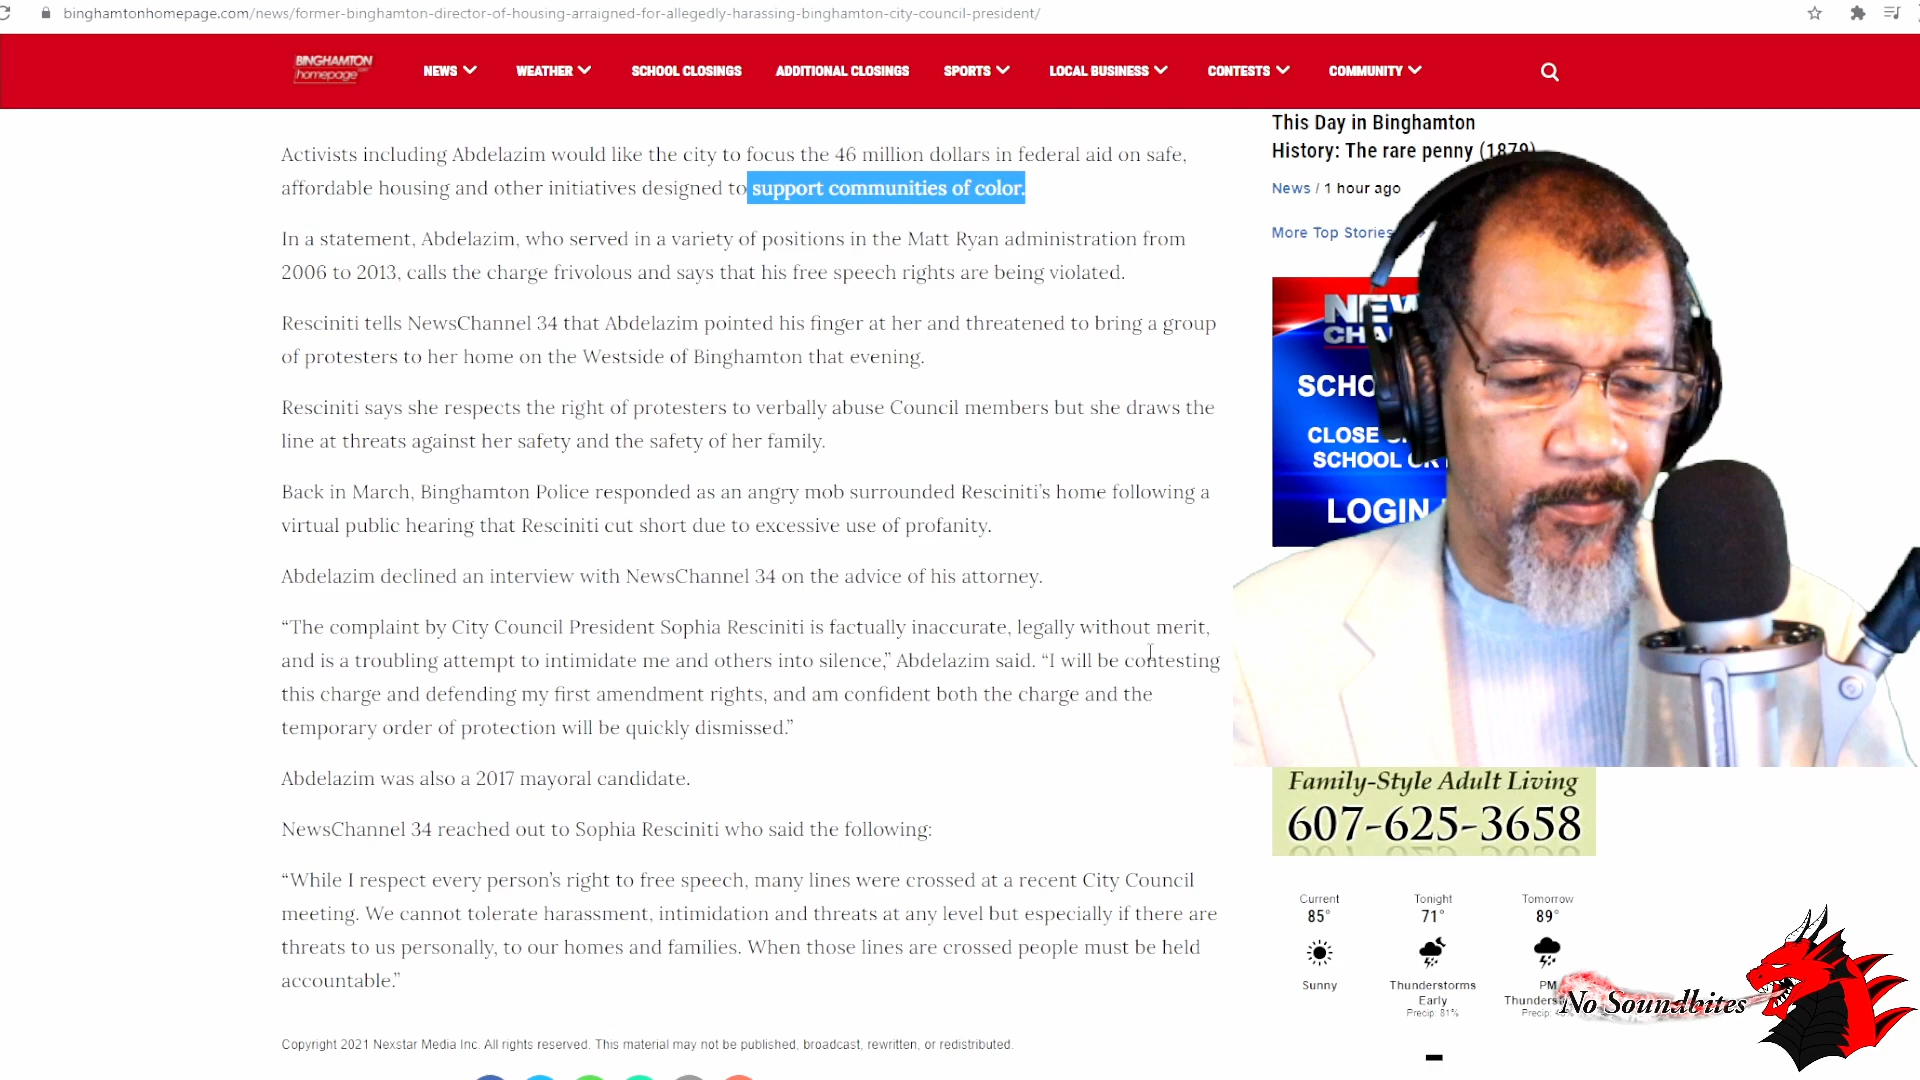 binghamtonhomepage.com/news/former-binghamton-director-of-housing-arraigned-for-allegedly-harassing-binghamton-city-council-president/
BINGHAMTON
homepage
NEWS
WEATHER
SCHOOL CLOSINGS
ADDITIONAL CLOSINGS
SPORTS
LOCAL BUSINESS
CONTESTS
COMMUNITY
Activists including Abdelazim would like the city to focus the 46 million dollars in federal aid on safe,
affordable housing and other initiatives designed to support communities of color.
In a statement, Abdelazim, who served in a variety of positions in the Matt Ryan administration from
2006 to 2013, calls the charge frivolous and says that his free speech rights are being violated.
Resciniti tells NewsChannel 34 that Abdelazim pointed his finger at her and threatened to bring a group
of protesters to her home on the Westside of Binghamton that evening.
Resciniti says she respects the right of protesters to verbally abuse Council members but she draws the
line at threats against her safety and the safety of her family.
Back in March, Binghamton Police responded as an angry mob surrounded Resciniti's home following a
virtual public hearing that Resciniti cut short due to excessive use of profanity.
Abdelazim declined an interview with NewsChannel 34 on the advice of his attorney.
“The complaint by City Council President Sophia Resciniti is factually inaccurate, legally without merit,
and is a troubling attempt to intimidate me and others into silence,” Abdelazim said. “I will be contesting
this charge and defending my first amendment rights, and am confident both the charge and the
temporary order of protection will be quickly dismissed.”
Abdelazim was also a 2017 mayoral candidate.
NewsChannel 34 reached out to Sophia Resciniti who said the following:
“While I respect every person's right to free speech, many lines were crossed at a recent City Council
meeting. We cannot tolerate harassment, intimidation and threats at any level but especially if there are
threats to us personally, to our homes and families. When those lines are crossed people must be held
accountable.”
Copyright 2021 Nexstar Media Inc. All rights reserved. This material may not be published, broadcast, rewritten, or redistributed.
This Day in Binghamton
History: The rare penny (1879)
News / 1 hour ago
More Top Stories
CLOSE
SCHOOL OR
LOGIN
Family-Style Adult Living
607-625-3658
Current
85°
Sunny
Tonight
71°
Thunderstorms
Early
Precip: 81%
Tomorrow
89°
PM
No Soundbites